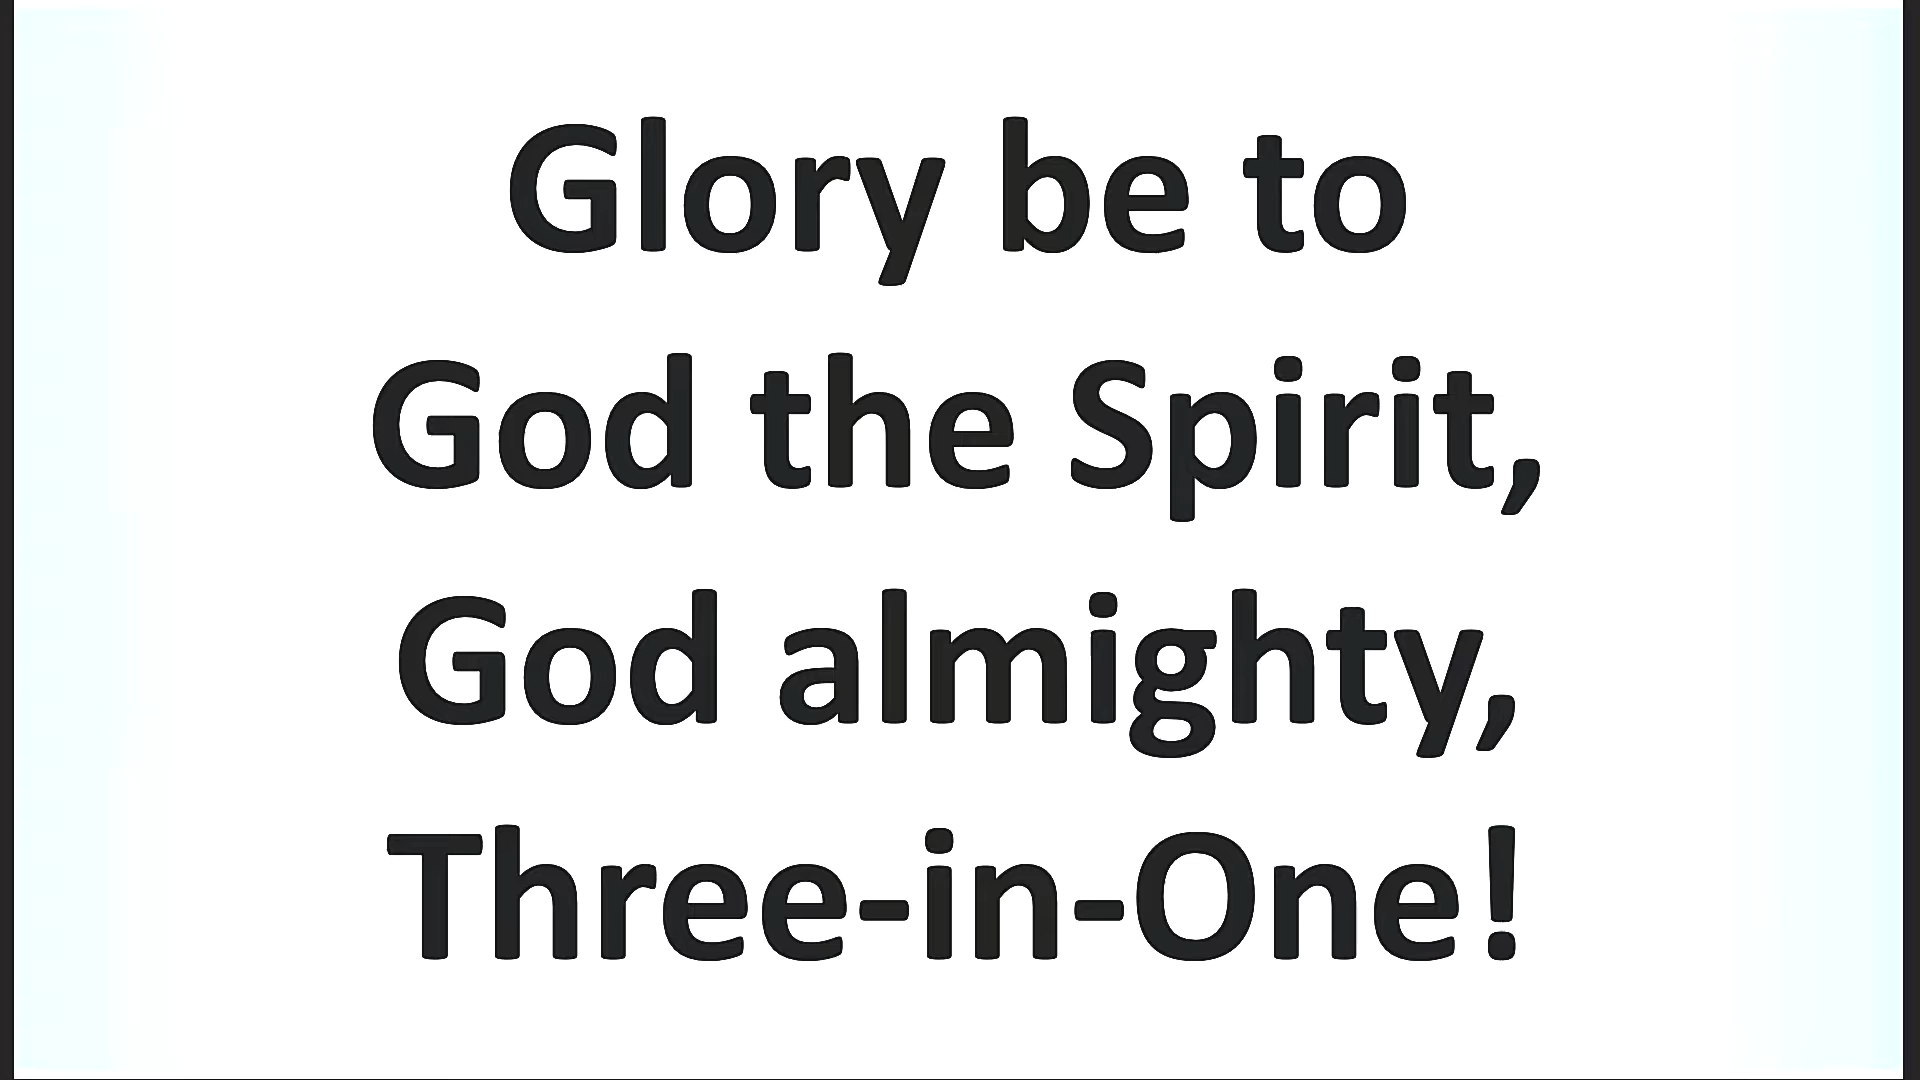 Glory be to
God the Spirit,
God almighty,
Three-in-One!